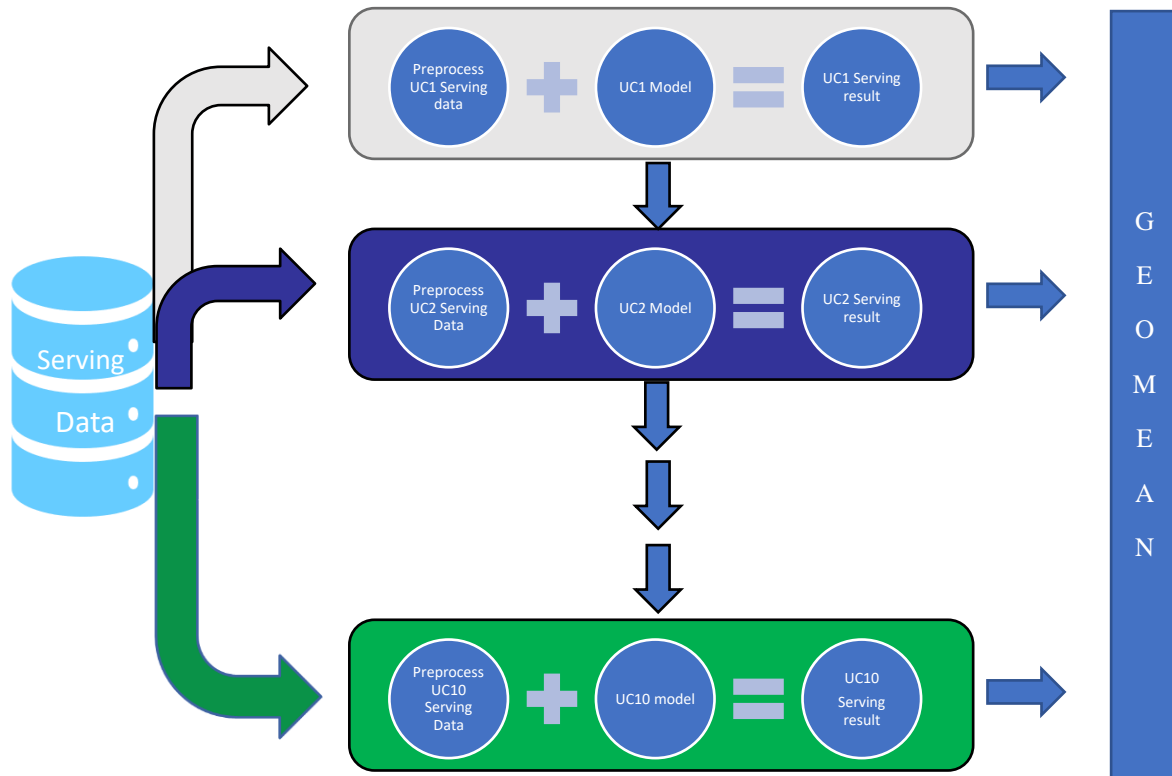 Preprocess
UC1 Serving
data
UC1 Model
UC1 Serving
result
Serving
Data
Preprocess
UC2 Serving
Data
UC2 Model
UC2 Serving
result
Preprocess
UC10
Serving
Data
UC10 model
UC10
Serving
result
G
E
O
M
E
A
N